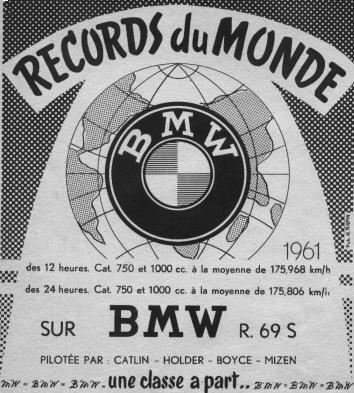 RECORDS du MONDE
BMW
1961
des 12 heures. Cat. 750 et 1000 cc. à la moyenne de 175,968 km/h
des 24 heures. Cat. 750 et 1000 cc. à la moyenne de 175,806 km/h
SUR BMW R. 69 S
PILOTÉE PAR : CATLIN - HOLDER - BOYCE - MIZEN
BMW = BMW = BMW - une classe a part.. BMW = BMW = BMW